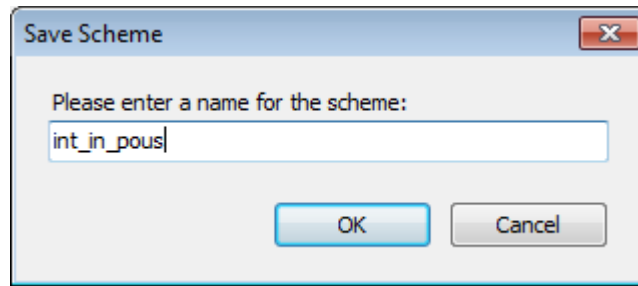 Save Scheme
Please enter a name for the scheme:
int_in_pous
OK
Cancel